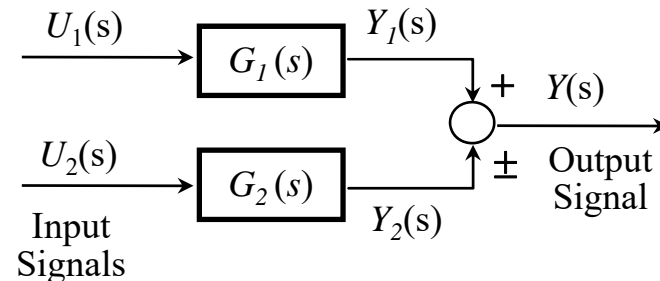 U₁(s)
G₁(s)
Y₁(s)
+
Y(s)
U₂(s)
G₂(s)
Y₂(s)
±
Output
Signal
Input
Signals